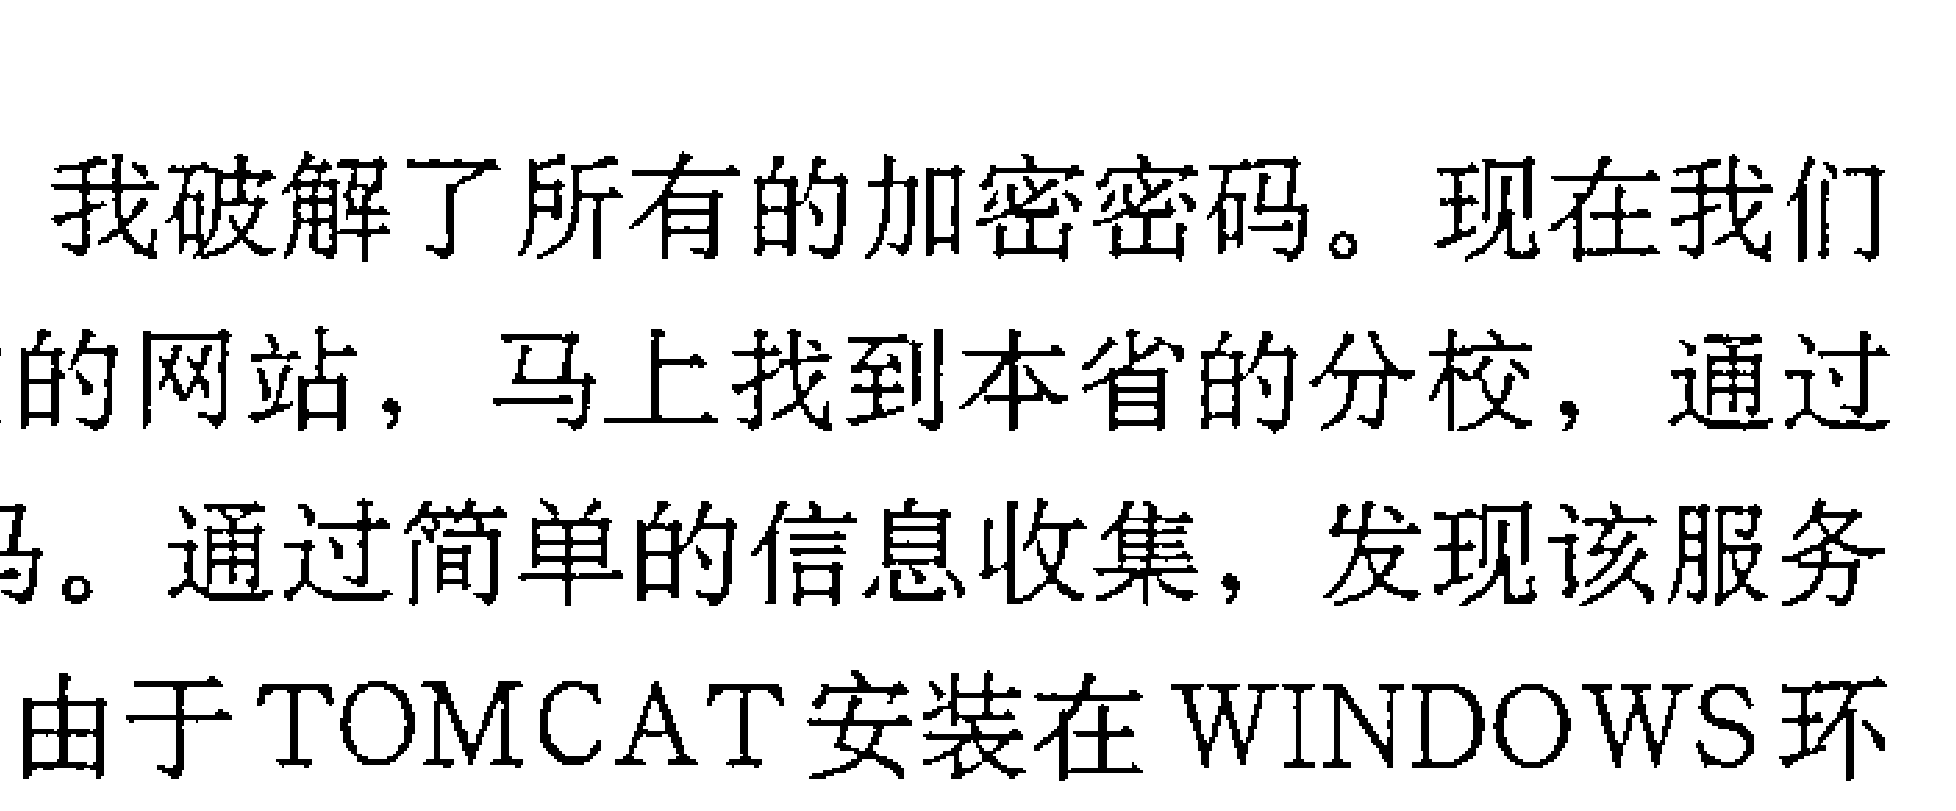 我破解了所有的加密密码。现在我们
的网站，马上找到本省的分校，通过
码。通过简单的信息收集，发现该服务
由于TOMCAT安装在WINDOWS环